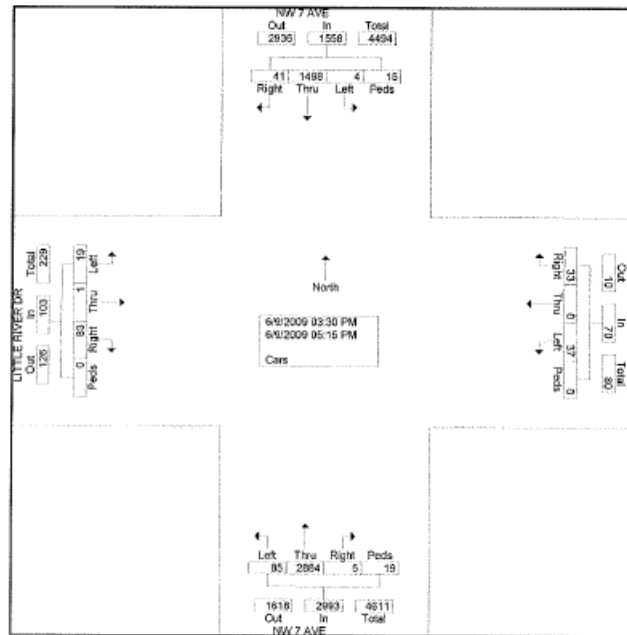 NW 7 AVE
Out In Total
2936 1558 4494
41 1498 4 15
Right Thru Left Peds
LITTLE RIVER DR
Total In Out
229 103 126
19 1 83 0
Left Thru Right Peds
North
6/9/2009 03:30 PM
6/9/2009 05:15 PM
Cars
Right Thru Left Peds
33 0 37 0
Out In Total
10 70 80
Left Thru Right Peds
85 2884 5 19
1618 2993 4611
Out In Total
NW 7 AVE